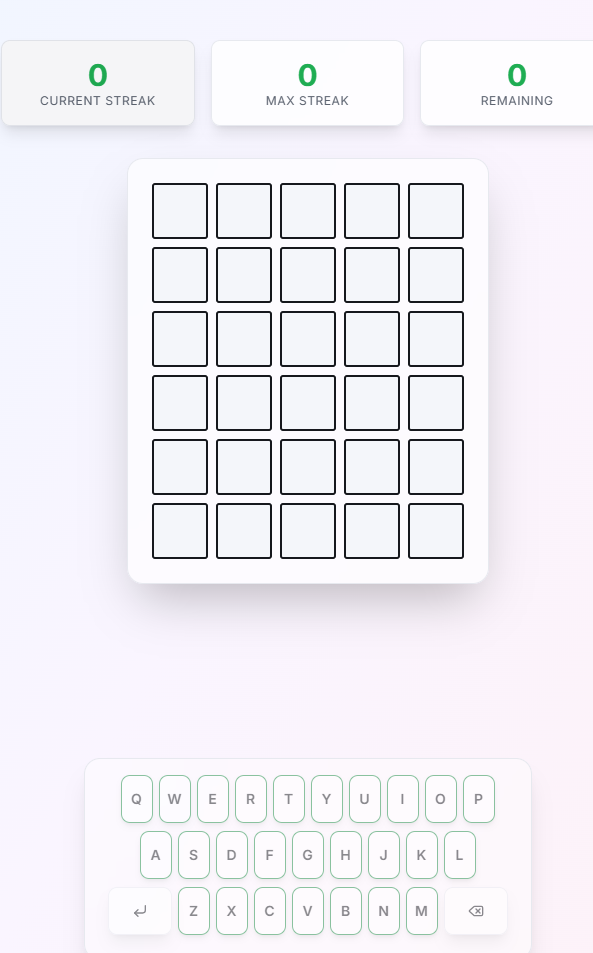 0 0 0
CURRENT STREAK MAX STREAK REMAINING
Q W E R T Y U I O P
A S D F G H J K L
Z X C V B N M